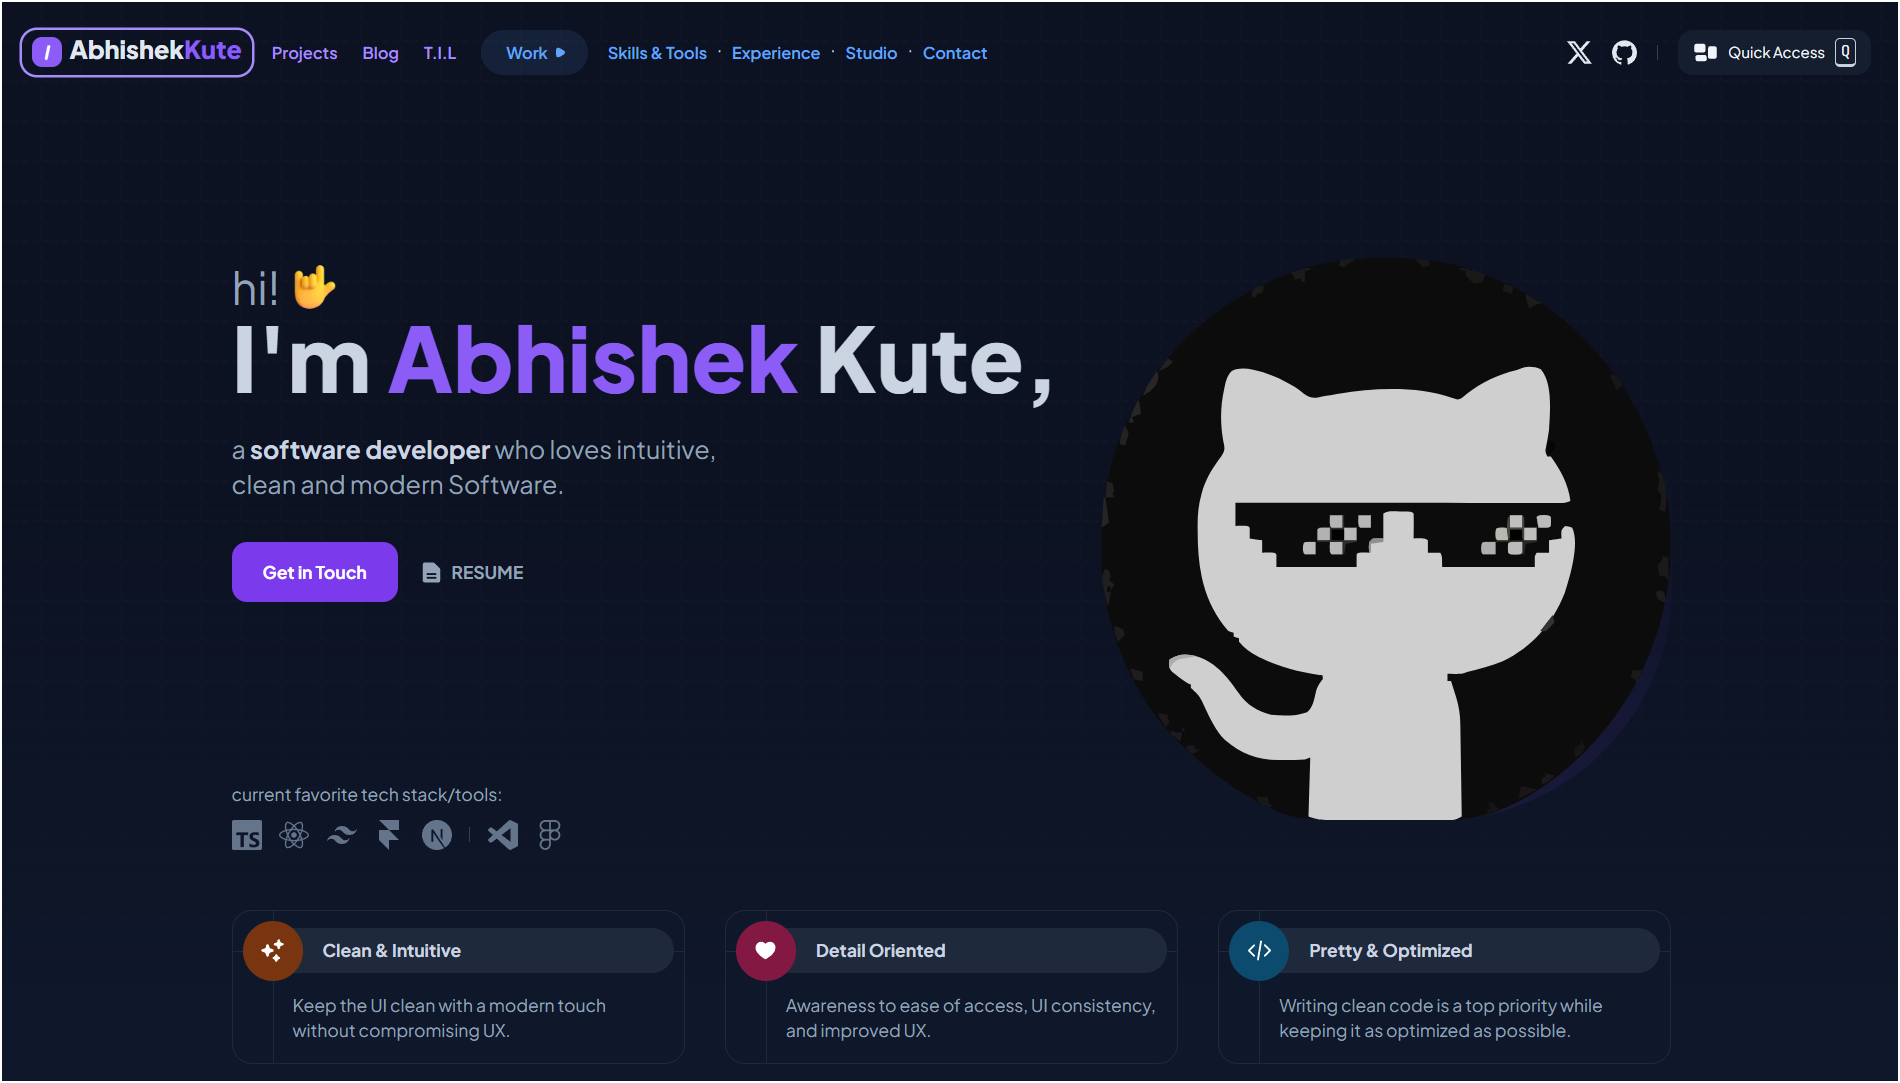 AbhishekKute
Projects Blog T.I.L Work Skills & Tools · Experience · Studio · Contact
Quick Access Q
hi! 🤟
I'm Abhishek Kute,
a software developer who loves intuitive,
clean and modern Software.
Get in Touch RESUME
current favorite tech stack/tools:
TS N
Clean & Intuitive
Keep the UI clean with a modern touch
without compromising UX.
Detail Oriented
Awareness to ease of access, UI consistency,
and improved UX.
Pretty & Optimized
Writing clean code is a top priority while
keeping it as optimized as possible.